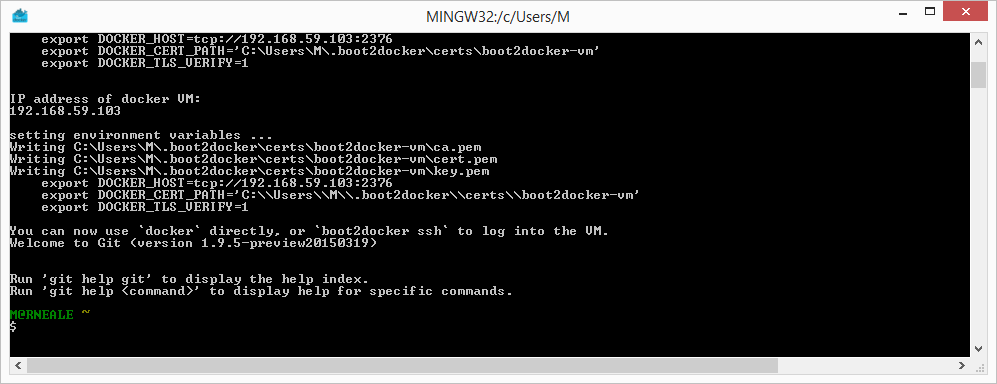 MINGW32:/c/Users/M
export DOCKER_HOST=tcp://192.168.59.103:2376
export DOCKER_CERT_PATH='C:\Users\M\.boot2docker\certs\boot2docker-vm'
export DOCKER_TLS_VERIFY=1
IP address of docker VM:
192.168.59.103
setting environment variables ...
Writing C:\Users\M\.boot2docker\certs\boot2docker-vm\ca.pem
Writing C:\Users\M\.boot2docker\certs\boot2docker-vm\cert.pem
Writing C:\Users\M\.boot2docker\certs\boot2docker-vm\key.pem
export DOCKER_HOST=tcp://192.168.59.103:2376
export DOCKER_CERT_PATH='C:\\Users\\M\\.boot2docker\\certs\\boot2docker-vm'
export DOCKER_TLS_VERIFY=1
You can now use `docker` directly, or `boot2docker ssh` to log into the VM.
Welcome to Git (version 1.9.5-preview20150319)
Run 'git help git' to display the help index.
Run 'git help <command>' to display help for specific commands.
M@RNEALE ~
$